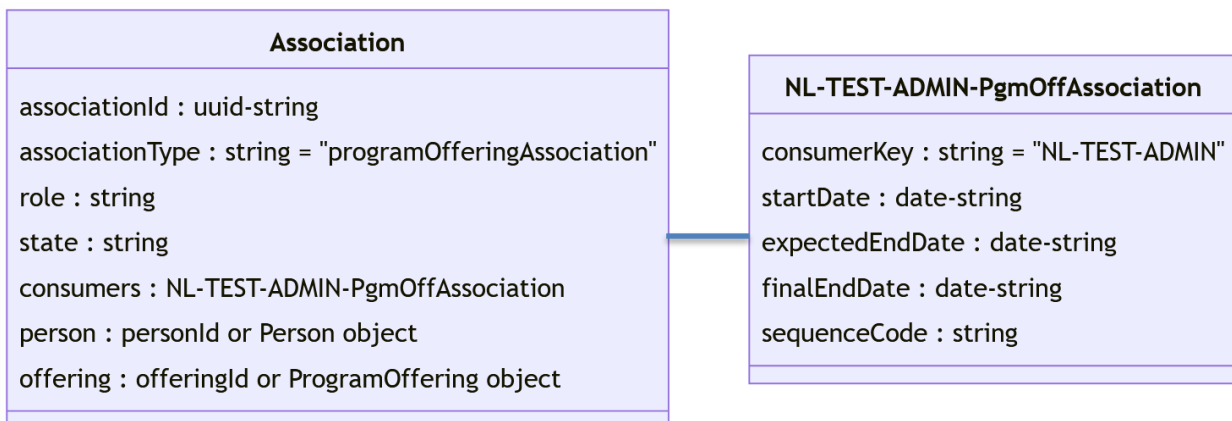 Association
associationId : uuid-string
associationType : string = "programOfferingAssociation"
role : string
state : string
consumers : NL-TEST-ADMIN-PgmOffAssociation
person : personId or Person object
offering : offeringId or ProgramOffering object
NL-TEST-ADMIN-PgmOffAssociation
consumerKey : string = "NL-TEST-ADMIN"
startDate : date-string
expectedEndDate : date-string
finalEndDate : date-string
sequenceCode : string